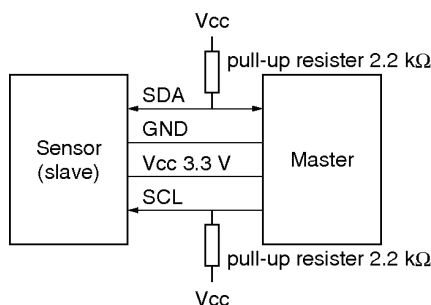 Vcc
pull-up resister 2.2 kΩ
SDA
GND
Sensor
(slave)
Vcc 3.3 V
Master
SCL
pull-up resister 2.2 kΩ
Vcc